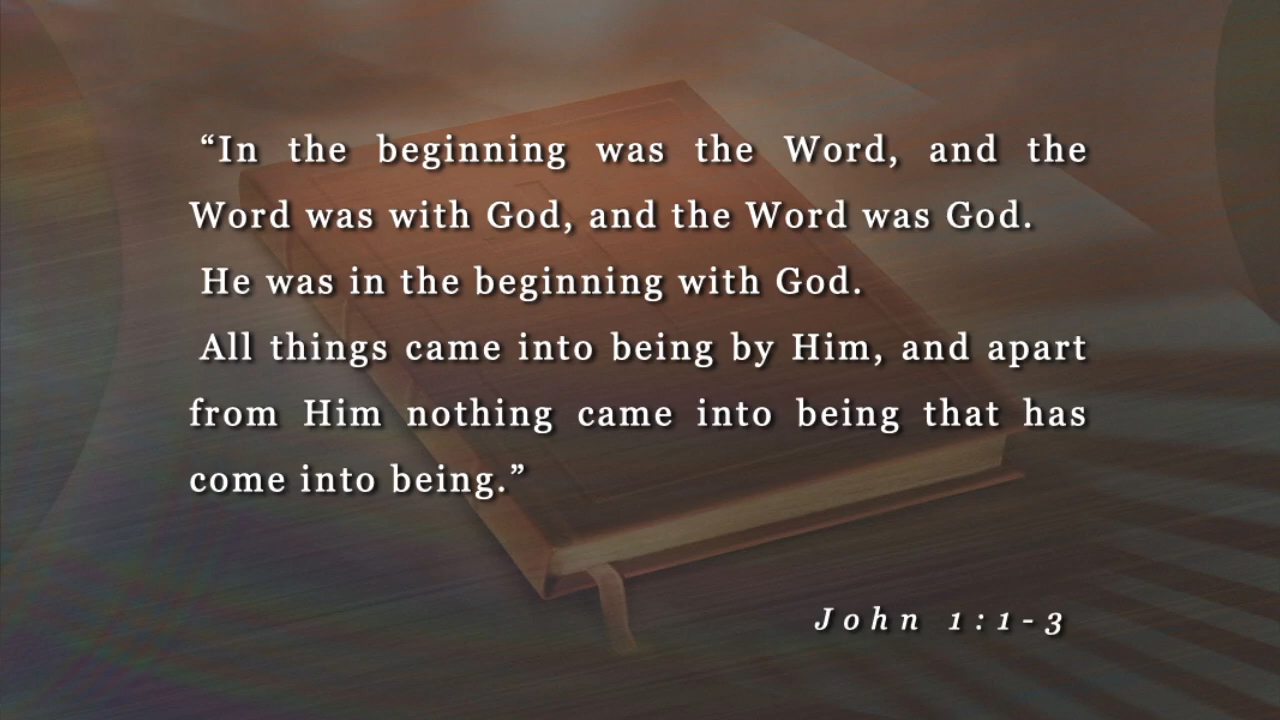 “In the beginning was the Word, and the
Word was with God, and the Word was God.
He was in the beginning with God.
All things came into being by Him, and apart
from Him nothing came into being that has
come into being.”
John 1:1-3